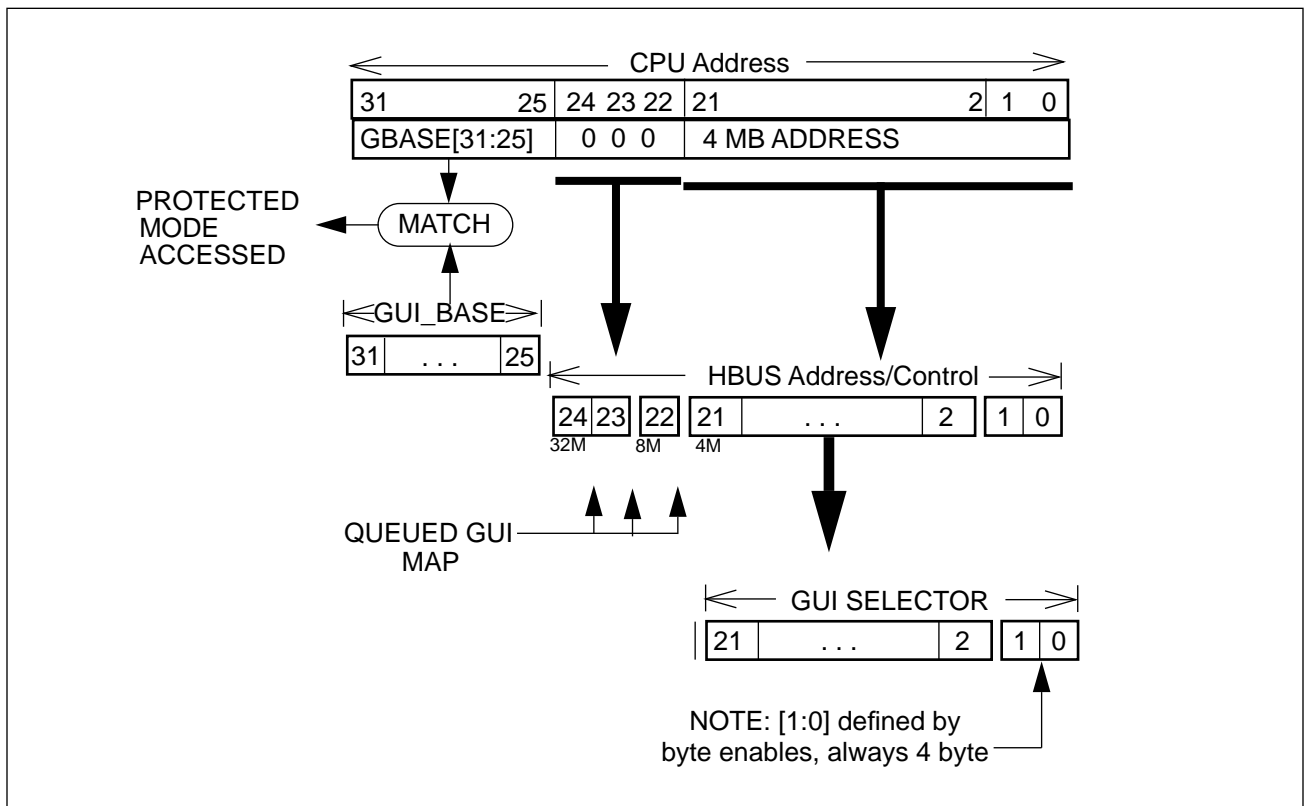 CPU Address
31 25 24 23 22 21 2 1 0
GBASE[31:25] 0 0 0 4 MB ADDRESS
PROTECTED
MODE
ACCESSED
MATCH
GUI_BASE
31 . . . 25
HBUS Address/Control
24 23 22 21 . . . 2 1 0
32M 8M 4M
QUEUED GUI
MAP
GUI SELECTOR
21 . . . 2 1 0
NOTE: [1:0] defined by
byte enables, always 4 byte